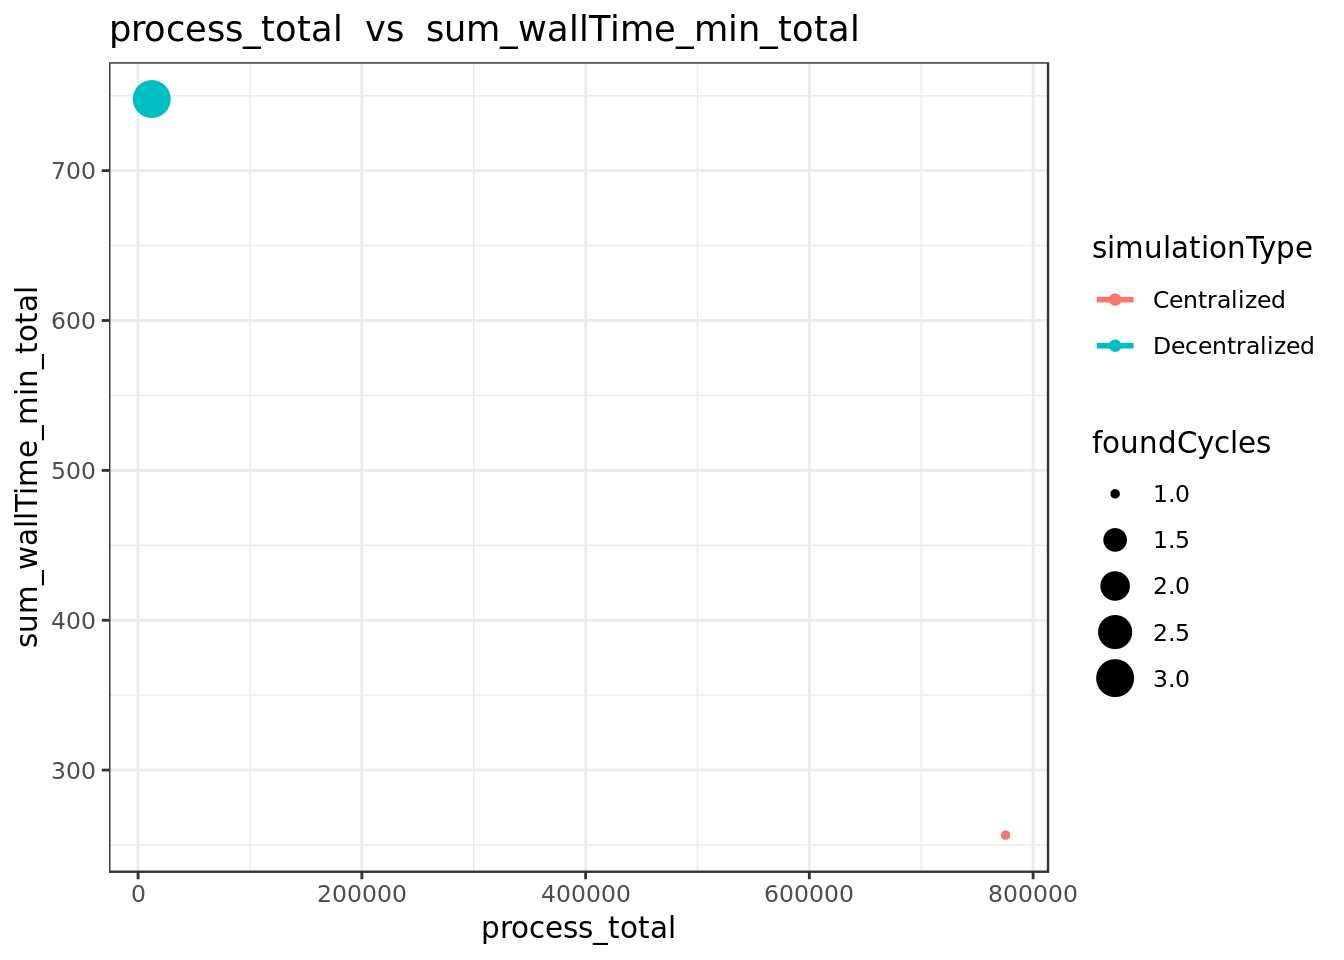 process_total vs sum_wallTime_min_total
sum_wallTime_min_total
700
600
500
400
300
0 200000 400000 600000 800000
process_total
simulationType
Centralized
Decentralized
foundCycles
1.0
1.5
2.0
2.5
3.0